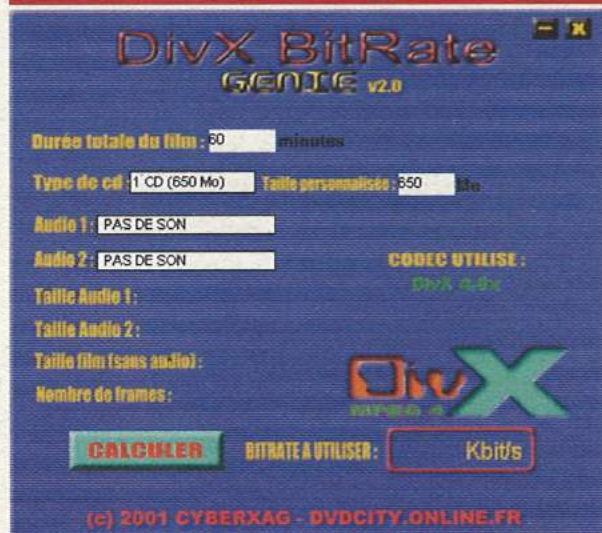 DivX BitRate
GENIE v2.0
Durée totale du film : 60 minutes
Type de cd : 1 CD (650 Mo) Taille personnalisée : 650 Mo
Audio 1 : PAS DE SON
Audio 2 : PAS DE SON
CODEC UTILISE :
DivX 4.0x
Taille Audio 1 :
Taille Audio 2 :
Taille film (sans audio) :
Nombre de frames :
DivX
MPEG 4
CALCULER BITRATE A UTILISER : Kbit/s
(c) 2001 CYBERXAG - DVDCITY.ONLINE.FR